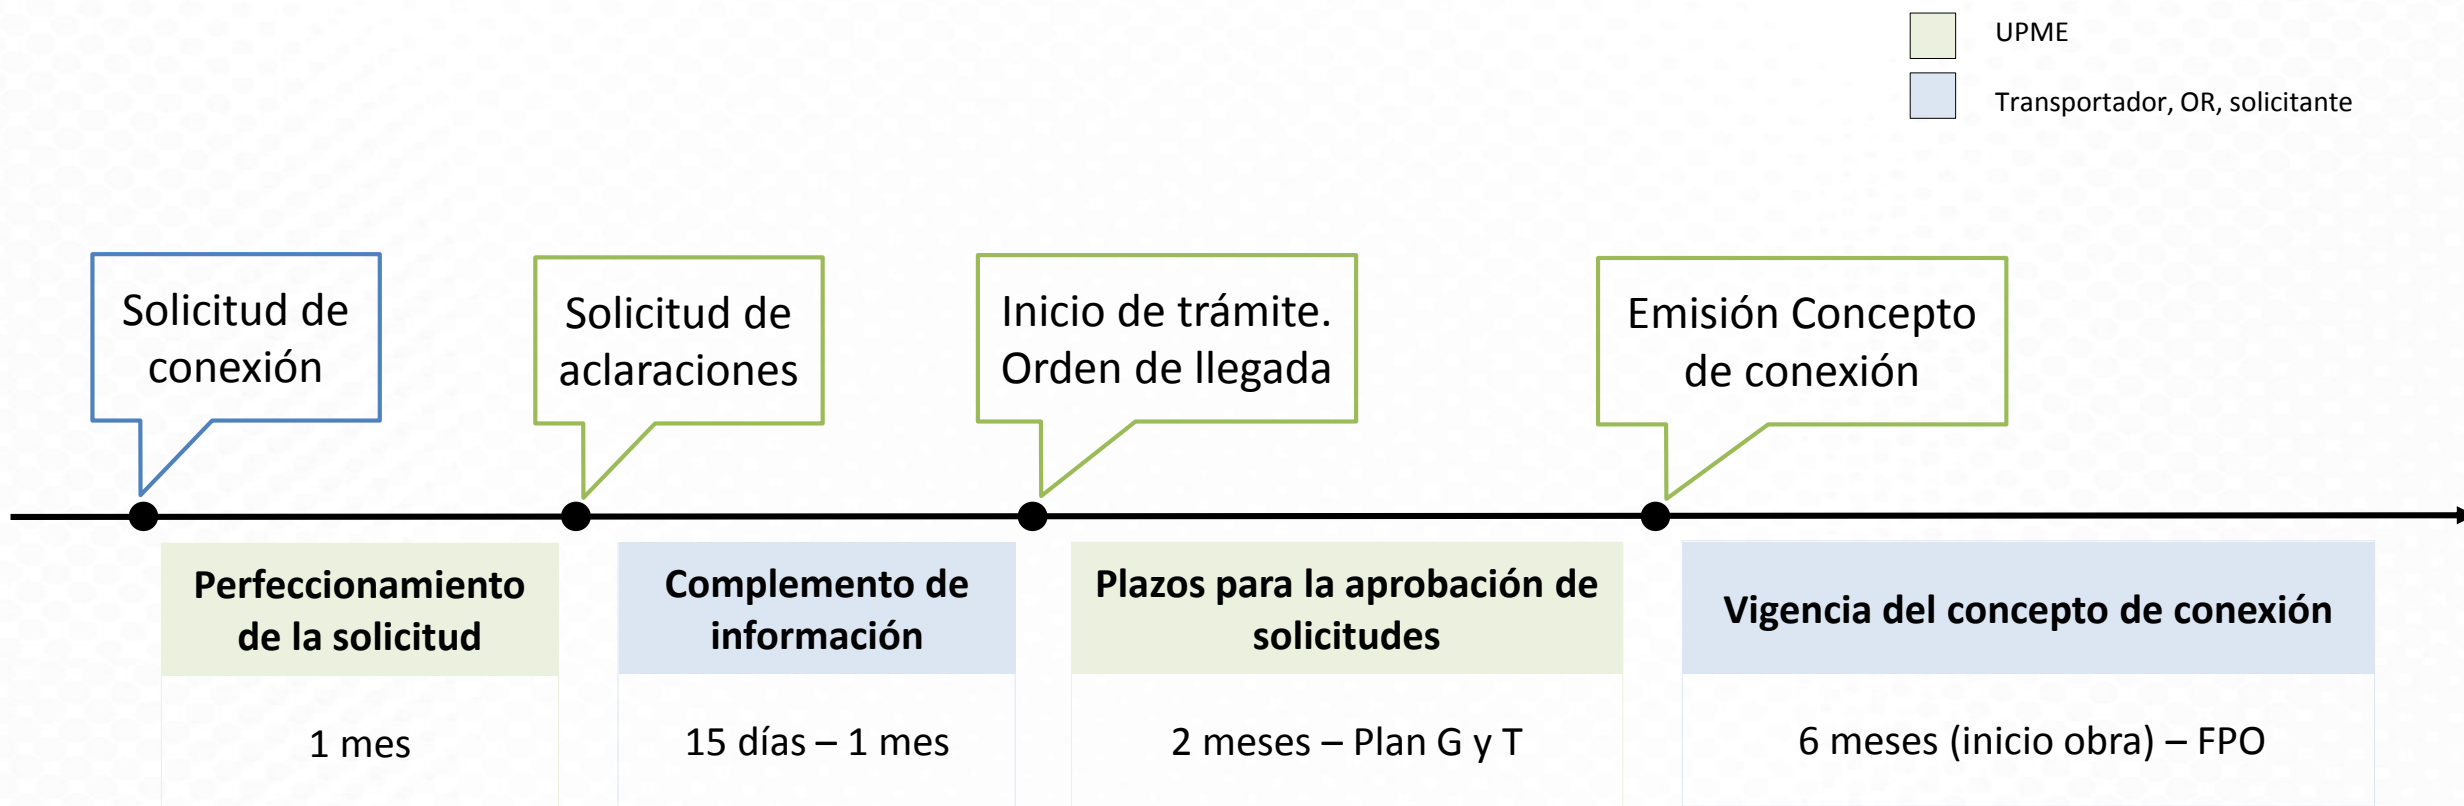 UPME
Transportador, OR, solicitante
Solicitud de
conexión
Solicitud de
aclaraciones
Inicio de trámite.
Orden de llegada
Emisión Concepto
de conexión
Perfeccionamiento
de la solicitud
1 mes
Complemento de
información
15 días – 1 mes
Plazos para la aprobación de
solicitudes
2 meses – Plan G y T
Vigencia del concepto de conexión
6 meses (inicio obra) – FPO